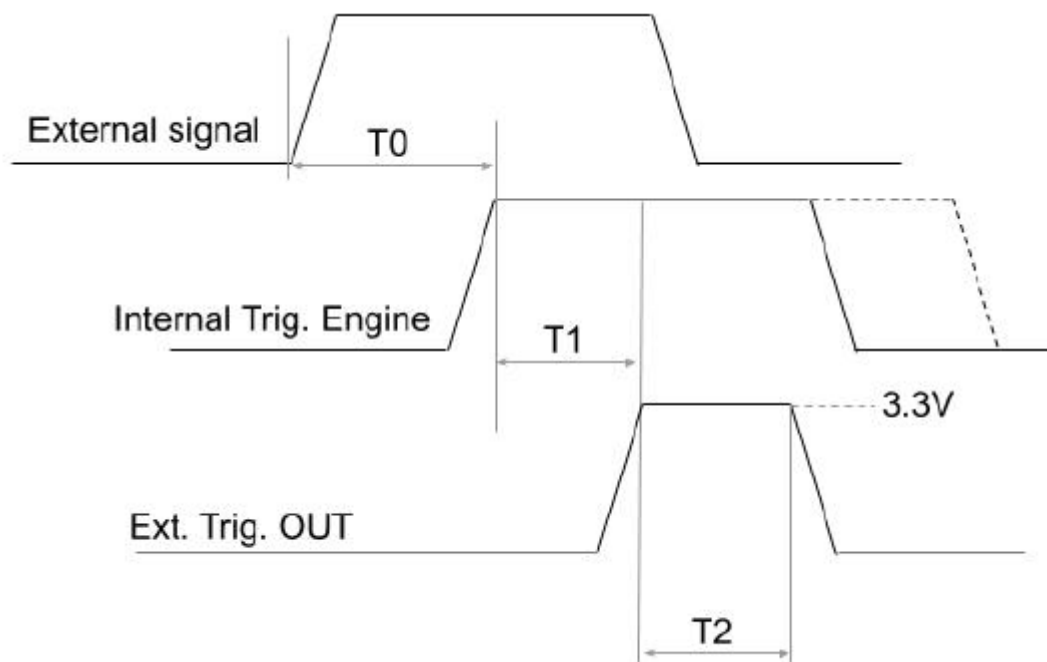 External signal
T0
Internal Trig. Engine
T1
3.3V
Ext. Trig. OUT
T2